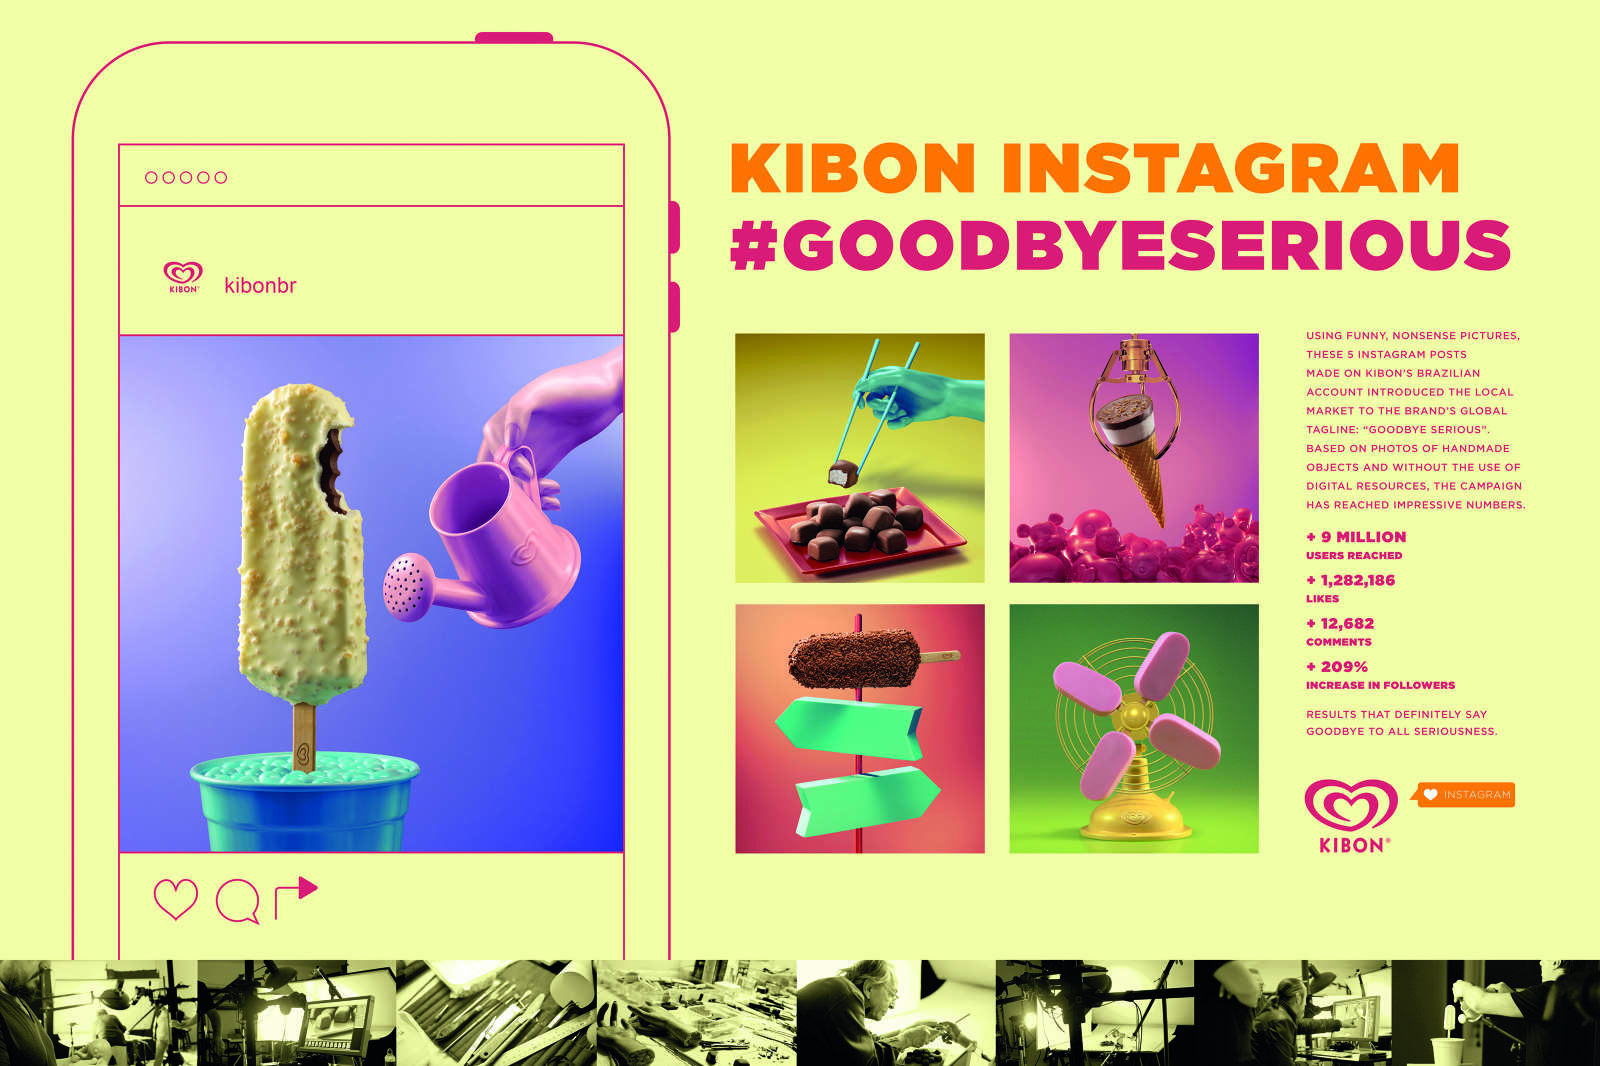 KIBON INSTAGRAM
#GOODBYESERIOUS
KIBON
kibonbr
USING FUNNY, NONSENSE PICTURES,
THESE 5 INSTAGRAM POSTS
MADE ON KIBON'S BRAZILIAN
ACCOUNT INTRODUCED THE LOCAL
MARKET TO THE BRAND'S GLOBAL
TAGLINE: “GOODBYE SERIOUS”.
BASED ON PHOTOS OF HANDMADE
OBJECTS AND WITHOUT THE USE OF
DIGITAL RESOURCES, THE CAMPAIGN
HAS REACHED IMPRESSIVE NUMBERS.
+ 9 MILLION
USERS REACHED
+ 1,282,186
LIKES
+ 12,682
COMMENTS
+ 209%
INCREASE IN FOLLOWERS
RESULTS THAT DEFINITELY SAY
GOODBYE TO ALL SERIOUSNESS.
INSTAGRAM
KIBON®